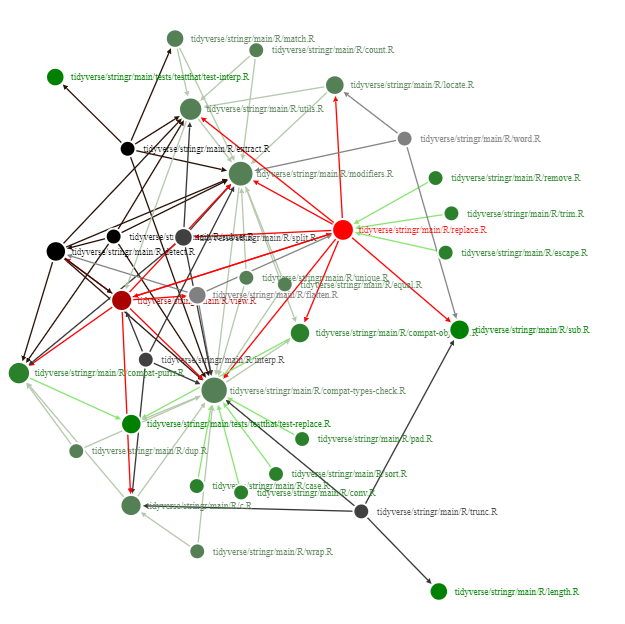 tidyverse/stringr/main/R/match.R
tidyverse/stringr/main/R/count.R
tidyverse/stringr/main/tests/testthat/test-interp.R
tidyverse/stringr/main/R/locate.R
tidyverse/stringr/main/R/utils.R
tidyverse/stringr/main/R/word.R
tidyverse/stringr/main/R/extract.R
tidyverse/stringr/main/R/modifiers.R
tidyverse/stringr/main/R/remove.R
tidyverse/stringr/main/R/trim.R
tidyverse/stringr/main/R/replace.R
tidyverse/stringr/main/R/split.R
tidyverse/stringr/main/R/detect.R
tidyverse/stringr/main/R/escape.R
tidyverse/stringr/main/R/unique.R
tidyverse/stringr/main/R/equal.R
tidyverse/stringr/main/R/flatten.R
tidyverse/stringr/main/R/view.R
tidyverse/stringr/main/R/sub.R
tidyverse/stringr/main/R/interp.R
tidyverse/stringr/main/R/compat-purrr.R
tidyverse/stringr/main/R/compat-types-check.R
tidyverse/stringr/main/tests/testthat/test-replace.R
tidyverse/stringr/main/R/pad.R
tidyverse/stringr/main/R/dup.R
tidyverse/stringr/main/R/sort.R
tidyverse/stringr/main/R/case.R
tidyverse/stringr/main/R/conv.R
tidyverse/stringr/main/R/c.R
tidyverse/stringr/main/R/trunc.R
tidyverse/stringr/main/R/wrap.R
tidyverse/stringr/main/R/length.R